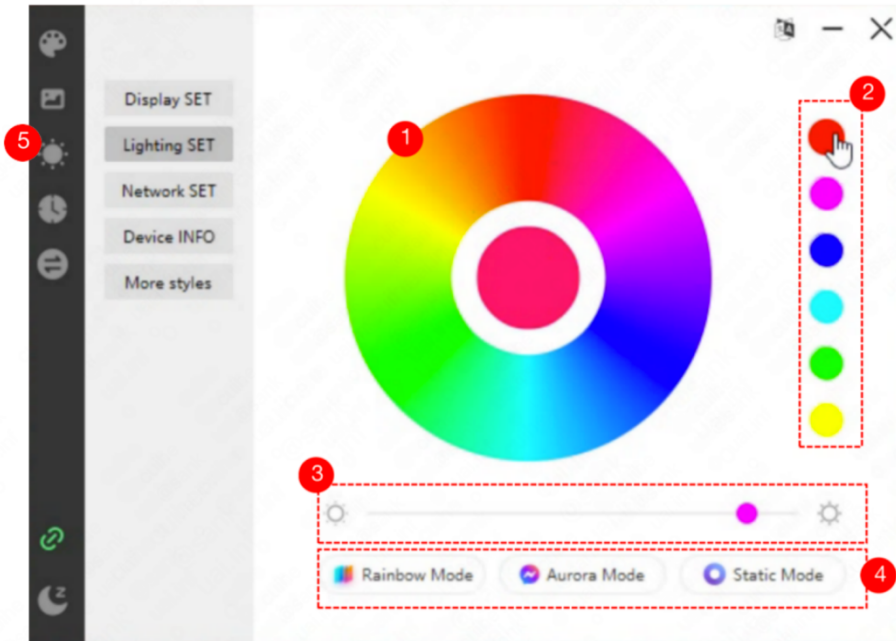 2
1
5
Display SET
Lighting SET
Network SET
Device INFO
More styles
3
Rainbow Mode Aurora Mode Static Mode
4